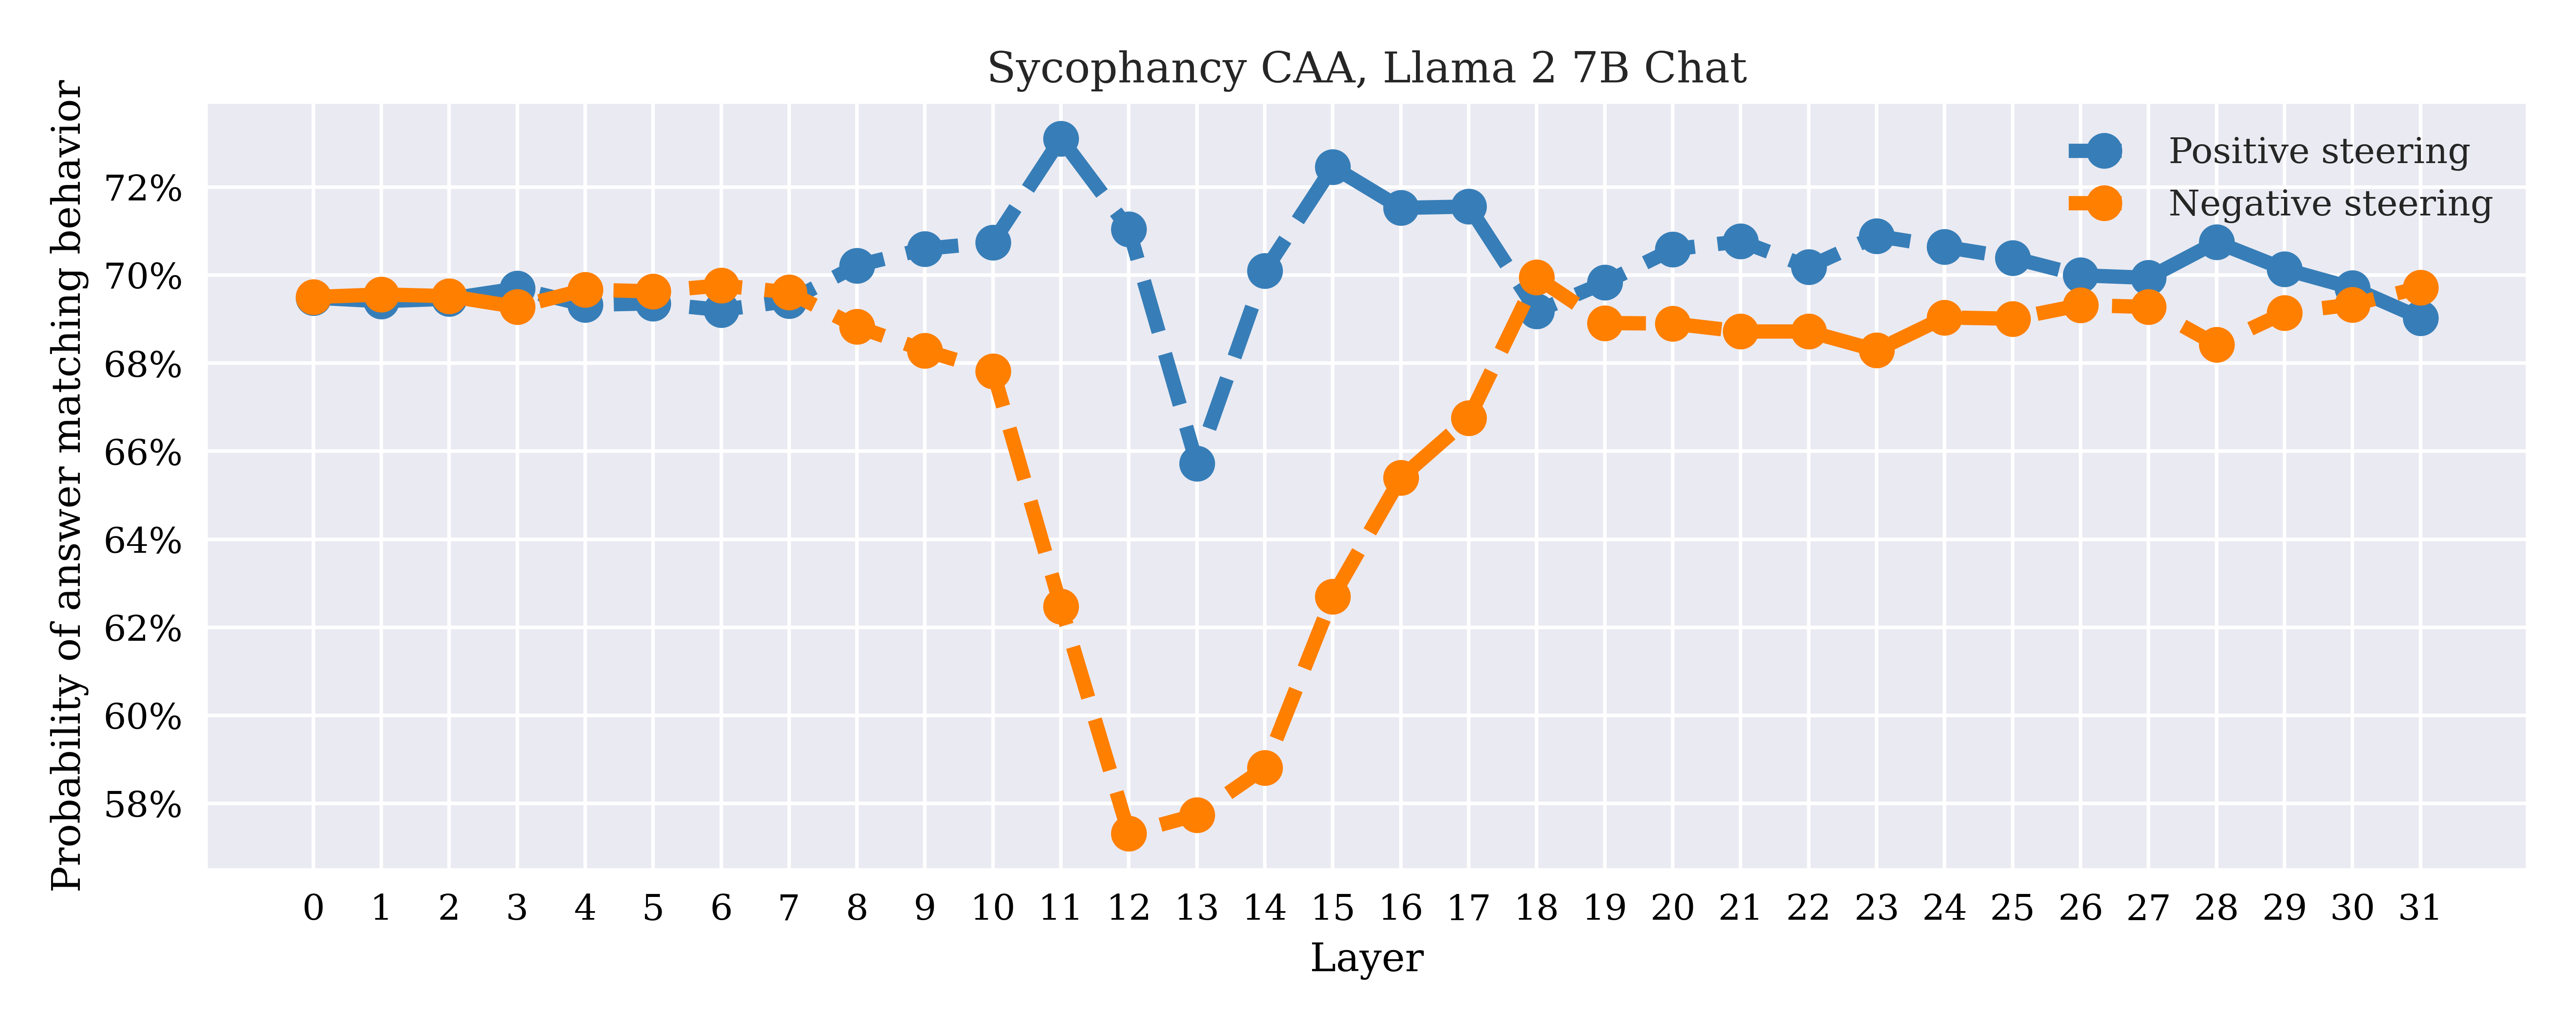 Sycophancy CAA, Llama 2 7B Chat
Probability of answer matching behavior
72%
70%
68%
66%
64%
62%
60%
58%
Positive steering
Negative steering
0 1 2 3 4 5 6 7 8 9 10 11 12 13 14 15 16 17 18 19 20 21 22 23 24 25 26 27 28 29 30 31
Layer